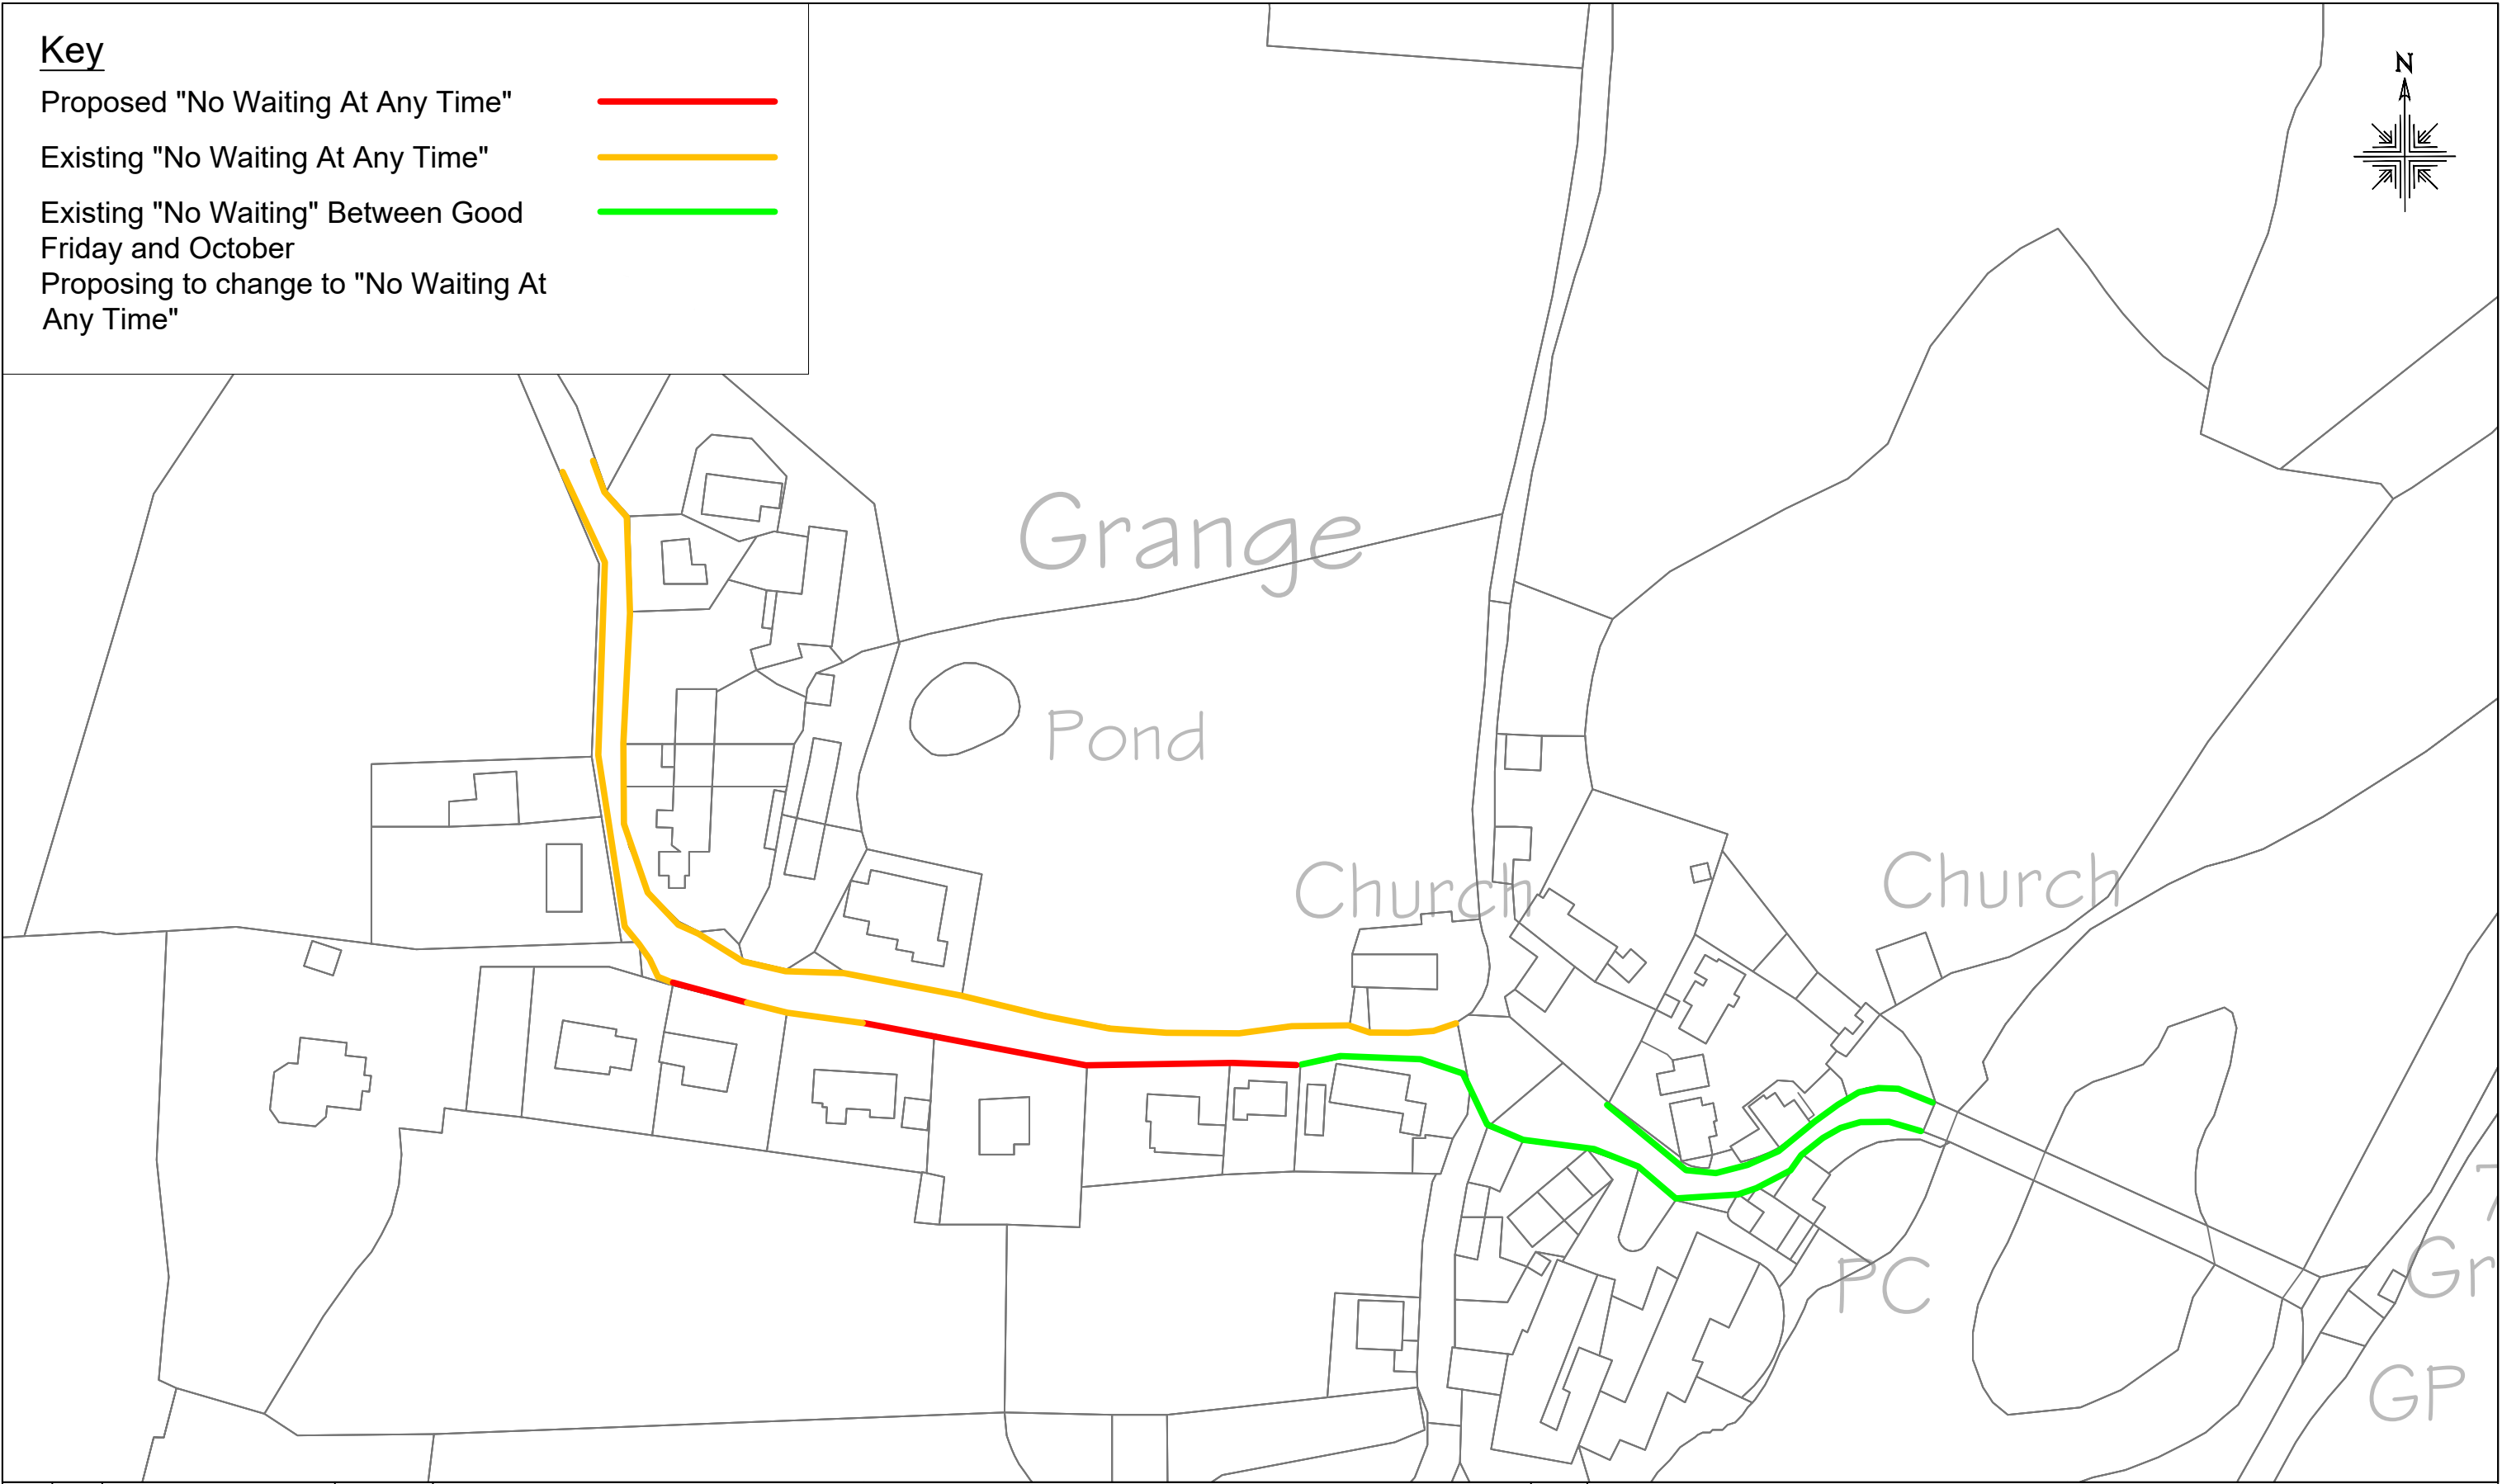 Key
Proposed "No Waiting At Any Time"
Existing "No Waiting At Any Time"
Existing "No Waiting" Between Good
Friday and October
Proposing to change to "No Waiting At
Any Time"
N
Grange
Pond
Church
Church
PC
Gr
GP